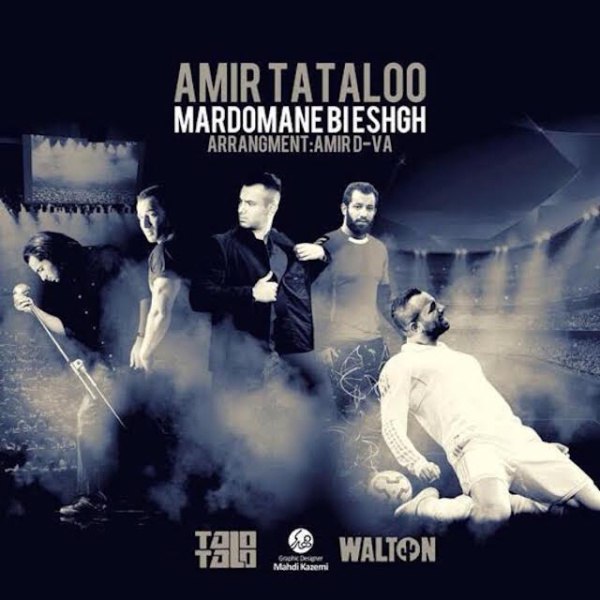 AMIR TATALOO
MARDOMANE BI ESHGH
ARRANGMENT:AMIR D-VA
TALO
TALO
Graphic Designer
Mahdi Kazemi
WALTON